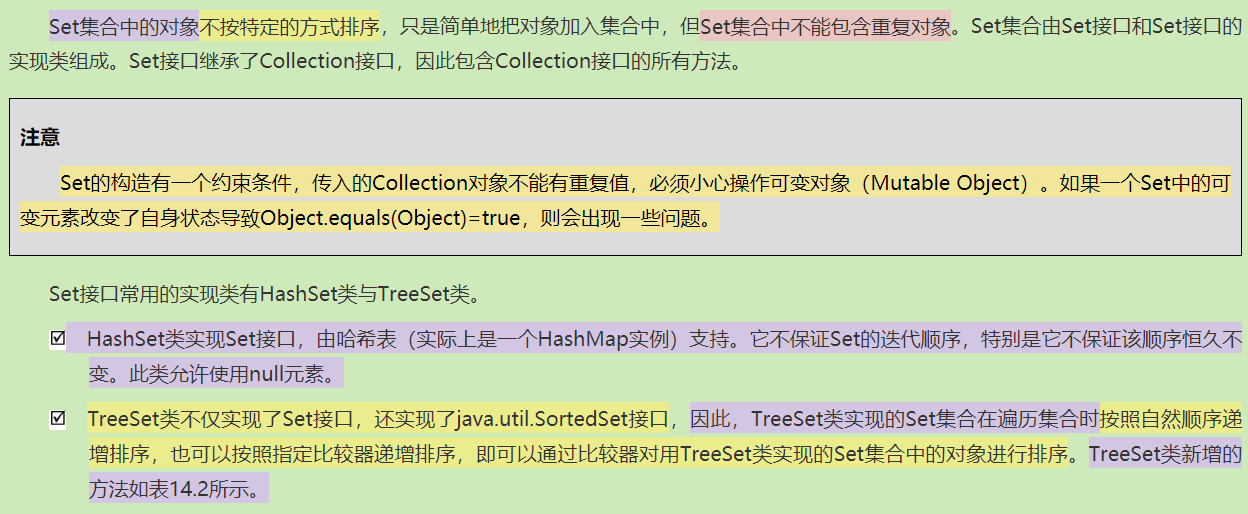 Set集合中的对象不按特定的方式排序，只是简单地把对象加入集合中，但Set集合中不能包含重复对象。Set集合由Set接口和Set接口的
实现类组成。Set接口继承了Collection接口，因此包含Collection接口的所有方法。
注意
Set的构造有一个约束条件，传入的Collection对象不能有重复值，必须小心操作可变对象（Mutable Object）。如果一个Set中的可
变元素改变了自身状态导致Object.equals(Object)=true，则会出现一些问题。
Set接口常用的实现类有HashSet类与TreeSet类。
☑ HashSet类实现Set接口，由哈希表（实际上是一个HashMap实例）支持。它不保证Set的迭代顺序，特别是它不保证该顺序恒久不
变。此类允许使用null元素。
☑ TreeSet类不仅实现了Set接口，还实现了java.util.SortedSet接口，因此，TreeSet类实现的Set集合在遍历集合时按照自然顺序递
增排序，也可以按照指定比较器递增排序，即可以通过比较器对用TreeSet类实现的Set集合中的对象进行排序。TreeSet类新增的
方法如表14.2所示。